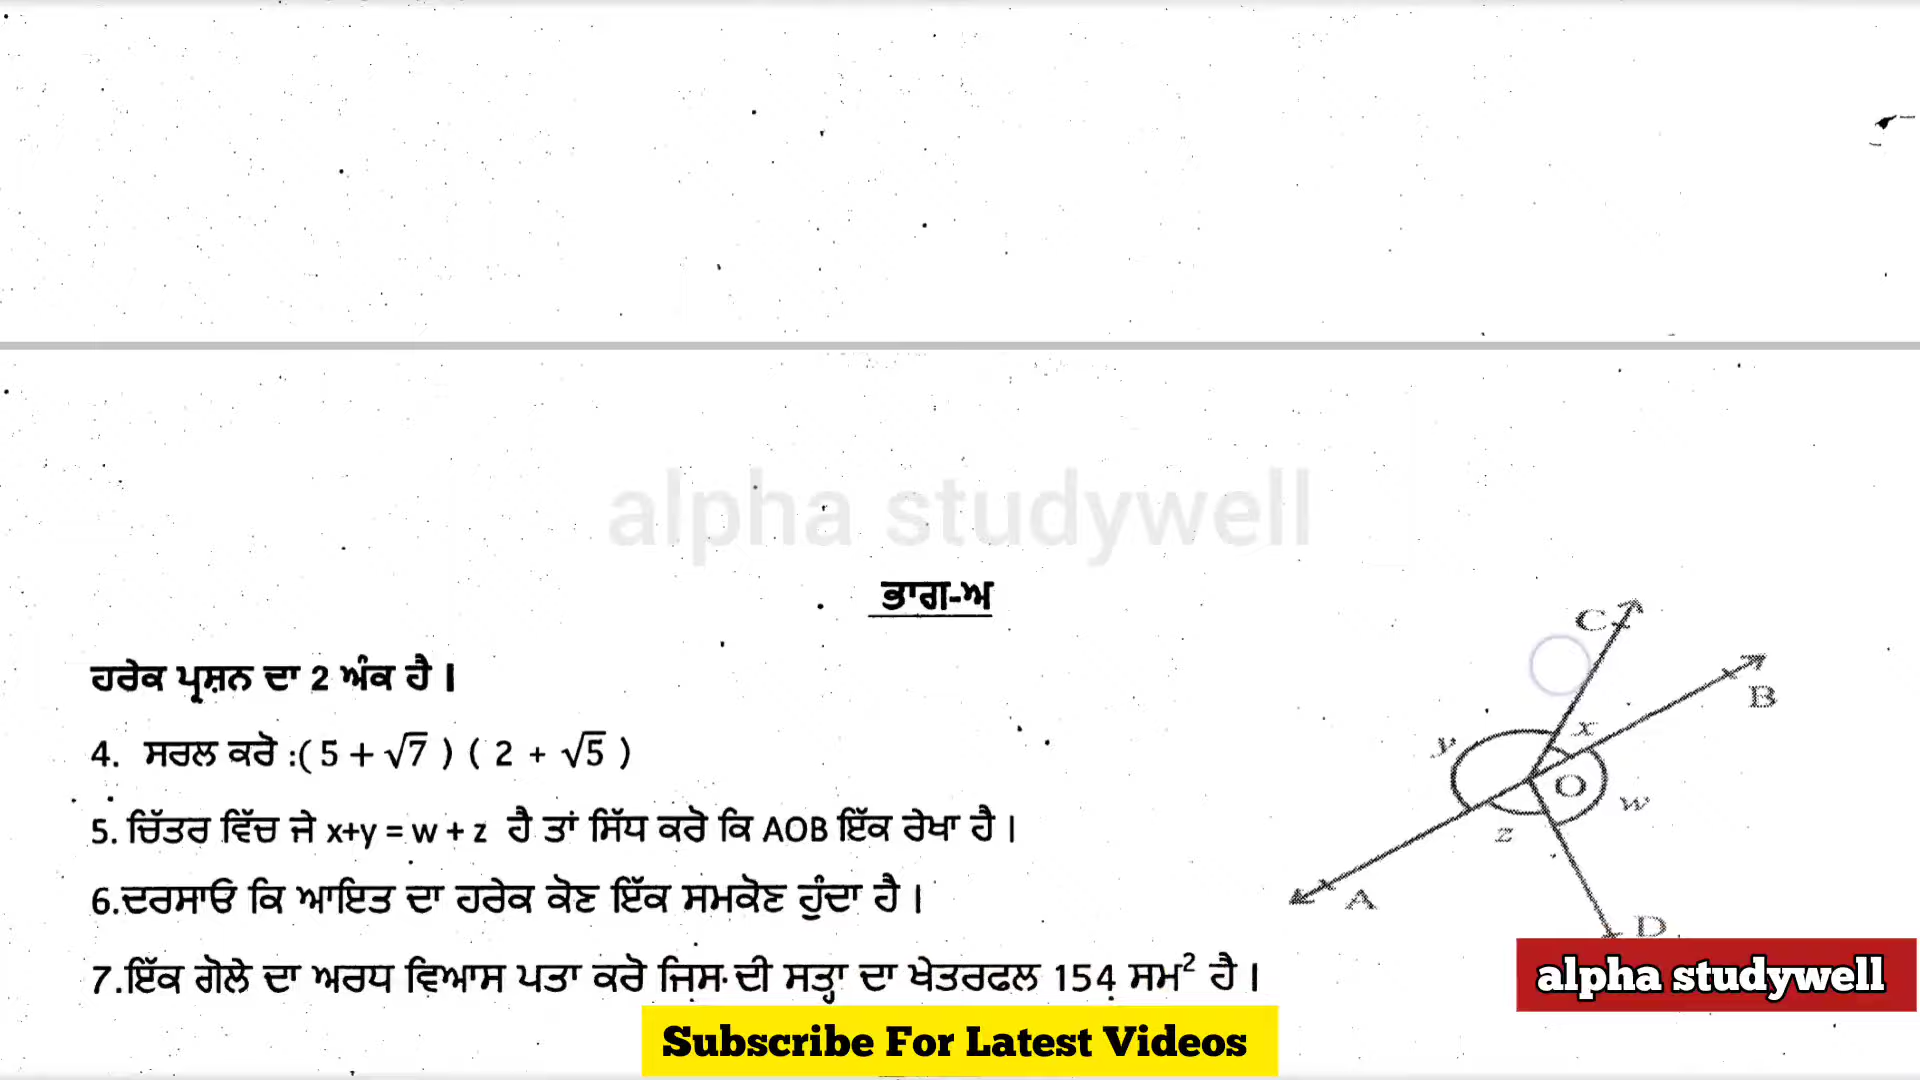 alpha studywell
ਭਾਗ-ਅ
ਹਰੇਕ ਪ੍ਰਸ਼ਨ ਦਾ 2 ਅੰਕ ਹੈ।
4. ਸਰਲ ਕਰੋ :( 5 + √7 ) ( 2 + √5 )
5. ਚਿੱਤਰ ਵਿੱਚ ਜੇ x+y = w + z ਹੈ ਤਾਂ ਸਿੱਧ ਕਰੋ ਕਿ AOB ਇੱਕ ਰੇਖਾ ਹੈ।
6.ਦਰਸਾਓ ਕਿ ਆਇਤ ਦਾ ਹਰੇਕ ਕੋਣ ਇੱਕ ਸਮਕੋਣ ਹੁੰਦਾ ਹੈ।
7.ਇੱਕ ਗੋਲੇ ਦਾ ਅਰਧ ਵਿਆਸ ਪਤਾ ਕਰੋ ਜਿਸ ਦੀ ਸਤ੍ਹਾ ਦਾ ਖੇਤਰਫਲ 154 ਸਮ² ਹੈ।
C
B
x
y
O
w
z
A
D
alpha studywell
Subscribe For Latest Videos